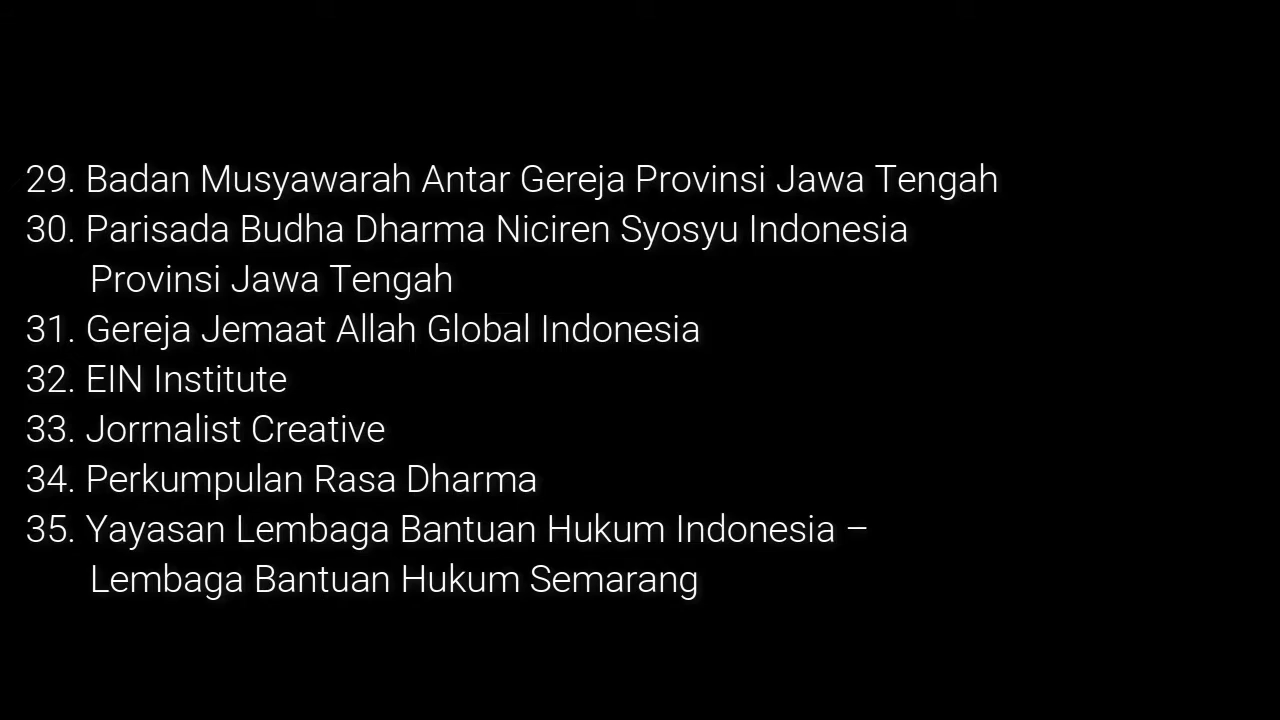 29. Badan Musyawarah Antar Gereja Provinsi Jawa Tengah
30. Parisada Budha Dharma Niciren Syosyu Indonesia
Provinsi Jawa Tengah
31. Gereja Jemaat Allah Global Indonesia
32. EIN Institute
33. Jorrnalist Creative
34. Perkumpulan Rasa Dharma
35. Yayasan Lembaga Bantuan Hukum Indonesia –
Lembaga Bantuan Hukum Semarang